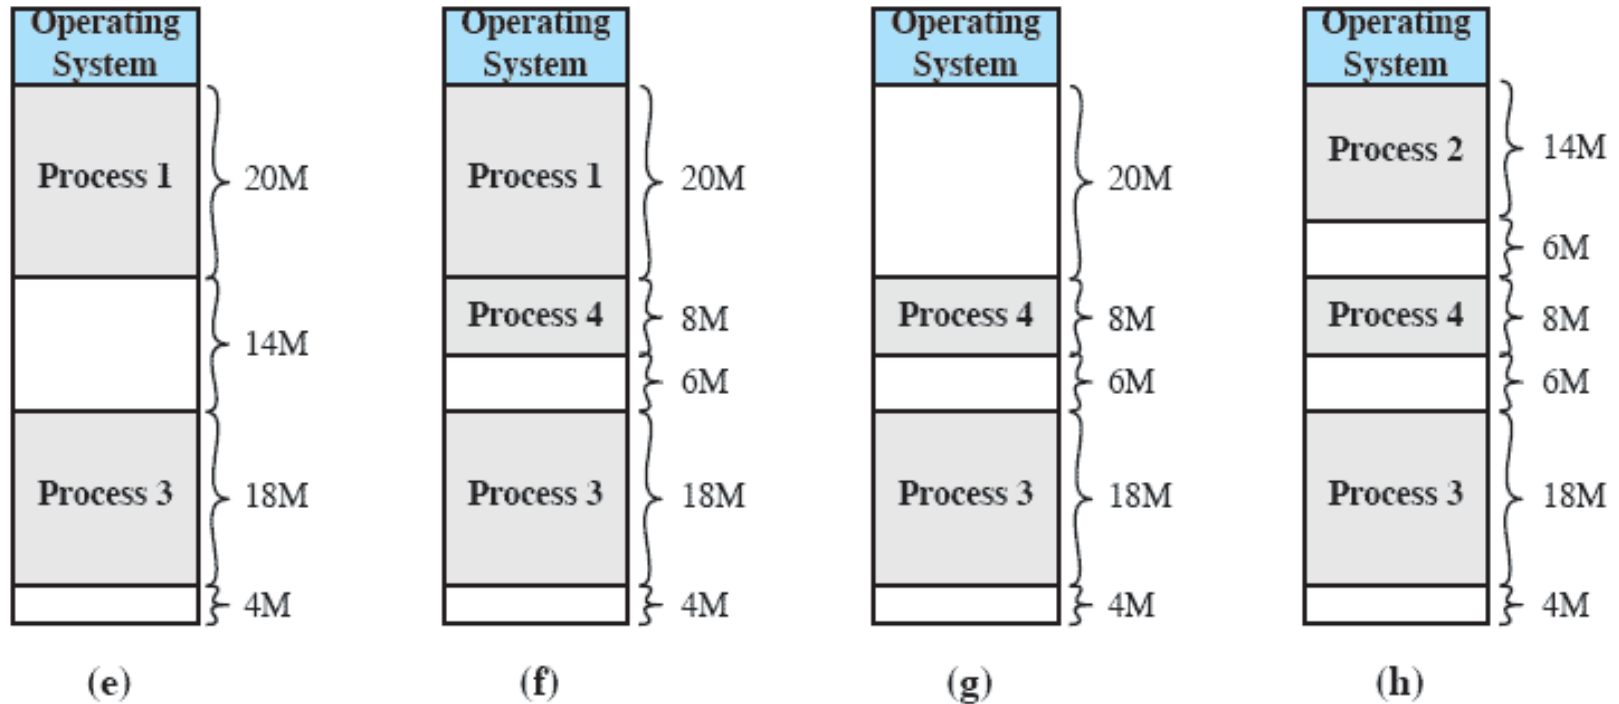 Operating
System
Process 1
20M
14M
Process 3
18M
4M
(e)
Operating
System
Process 1
20M
Process 4
8M
6M
Process 3
18M
4M
(f)
Operating
System
20M
Process 4
8M
6M
Process 3
18M
4M
(g)
Operating
System
Process 2
14M
6M
Process 4
8M
6M
Process 3
18M
4M
(h)